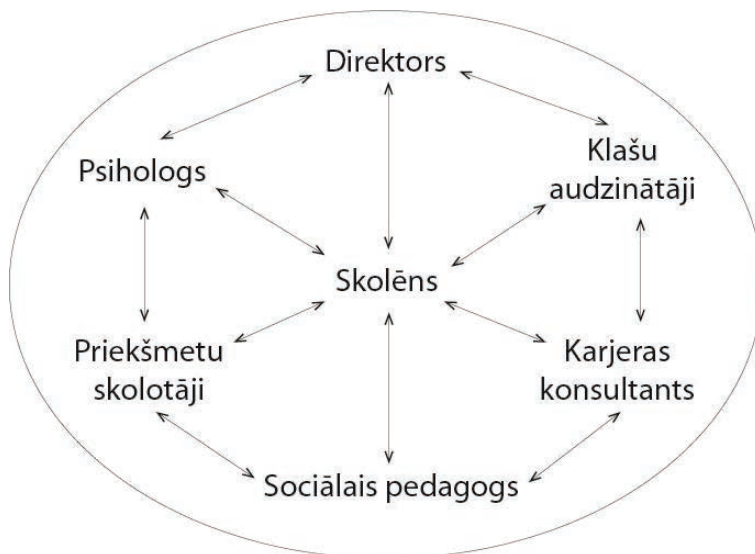 Direktors
Psihologs
Klašu
audzinātāji
Skolēns
Priekšmetu
skolotāji
Karjeras
konsultants
Sociālais pedagogs